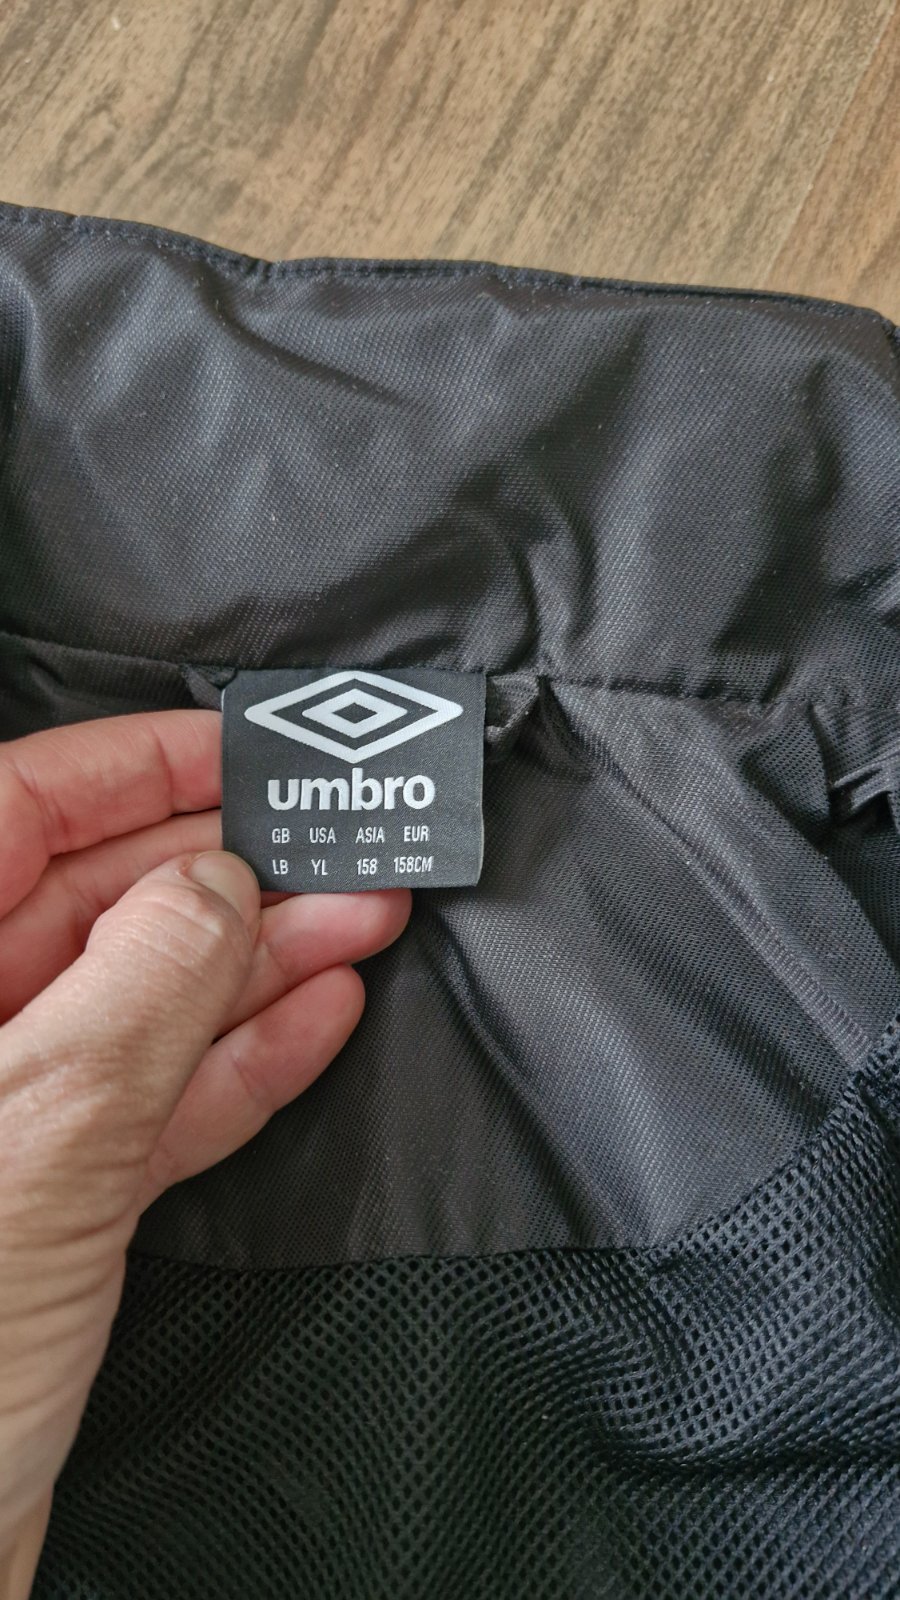 umbro
GB USA ASIA EUR
LB YL 158 158CM